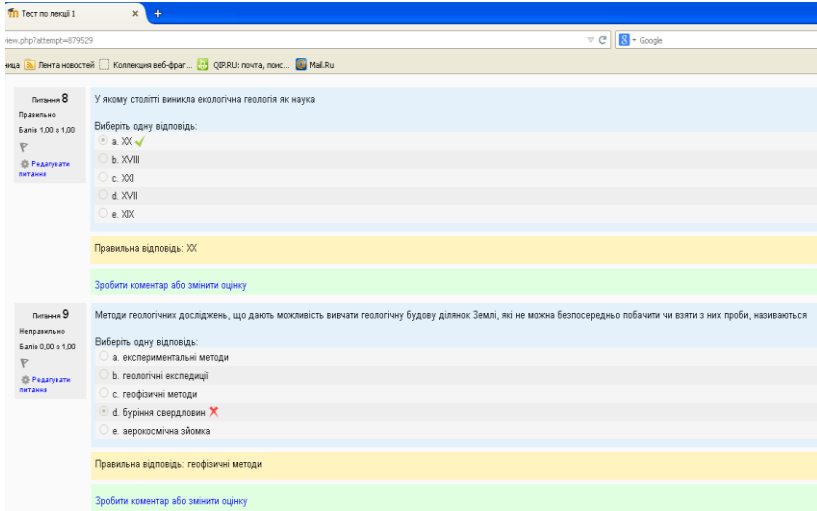 Тест по лекції 1
iew.php?attempt=879529
Google
ница Лента новостей Коллекция веб-фраг... QIP.RU: почта, поис... Mail.Ru
Питання 8
Правильно
Балів 1,00 з 1,00
Редагувати питання
У якому столітті виникла екологічна геологія як наука
Виберіть одну відповідь:
a. XX
b. XVIII
c. XXI
d. XVII
e. XIX
Правильна відповідь: XX
Зробити коментар або змінити оцінку
Питання 9
Неправильно
Балів 0,00 з 1,00
Редагувати питання
Методи геологічних досліджень, що дають можливість вивчати геологічну будову ділянок Землі, які не можна безпосередньо побачити чи взяти з них проби, називаються
Виберіть одну відповідь:
a. експериментальні методи
b. геологічні експедиції
c. геофізичні методи
d. буріння свердловин
e. аерокосмічна зйомка
Правильна відповідь: геофізичні методи
Зробити коментар або змінити оцінку